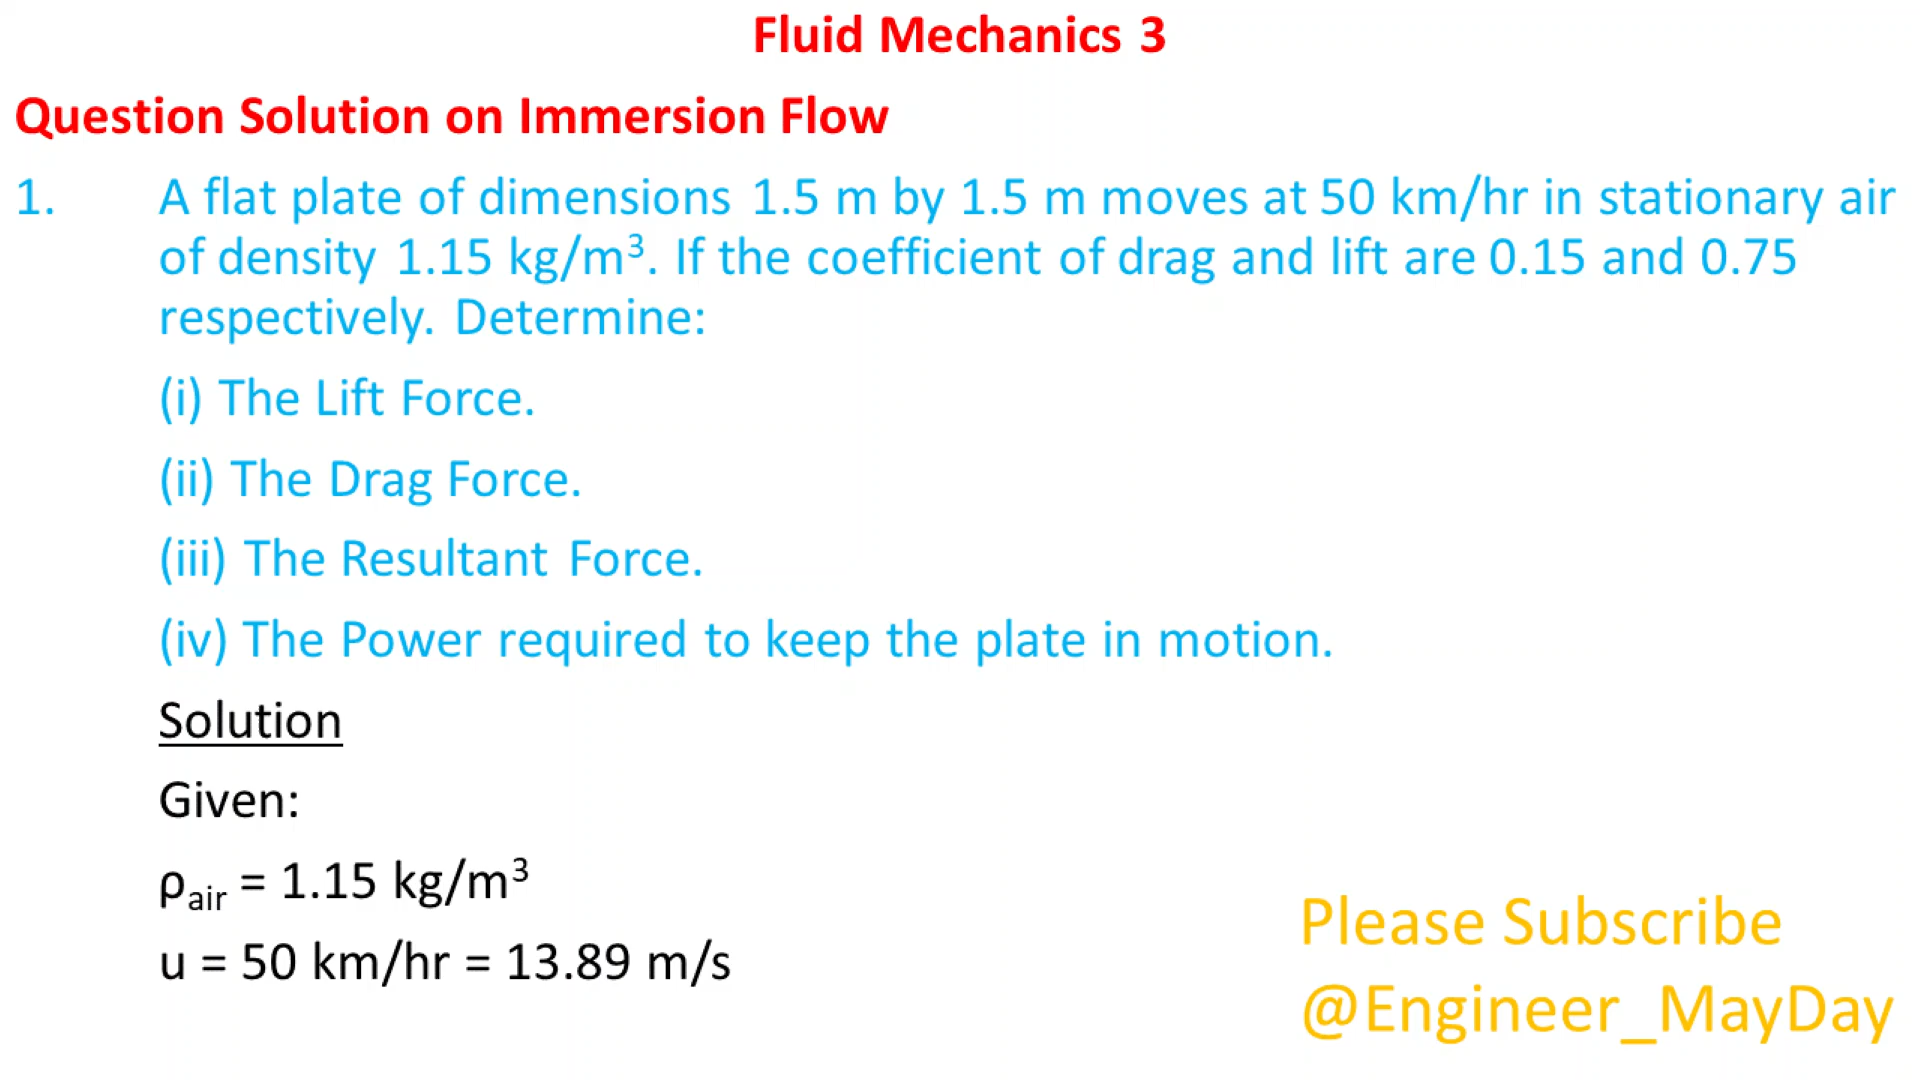 Fluid Mechanics 3
Question Solution on Immersion Flow
1. A flat plate of dimensions 1.5 m by 1.5 m moves at 50 km/hr in stationary air
of density 1.15 kg/m³. If the coefficient of drag and lift are 0.15 and 0.75
respectively. Determine:
(i) The Lift Force.
(ii) The Drag Force.
(iii) The Resultant Force.
(iv) The Power required to keep the plate in motion.
Solution
Given:
ρair = 1.15 kg/m³
u = 50 km/hr = 13.89 m/s
Please Subscribe
@Engineer_MayDay